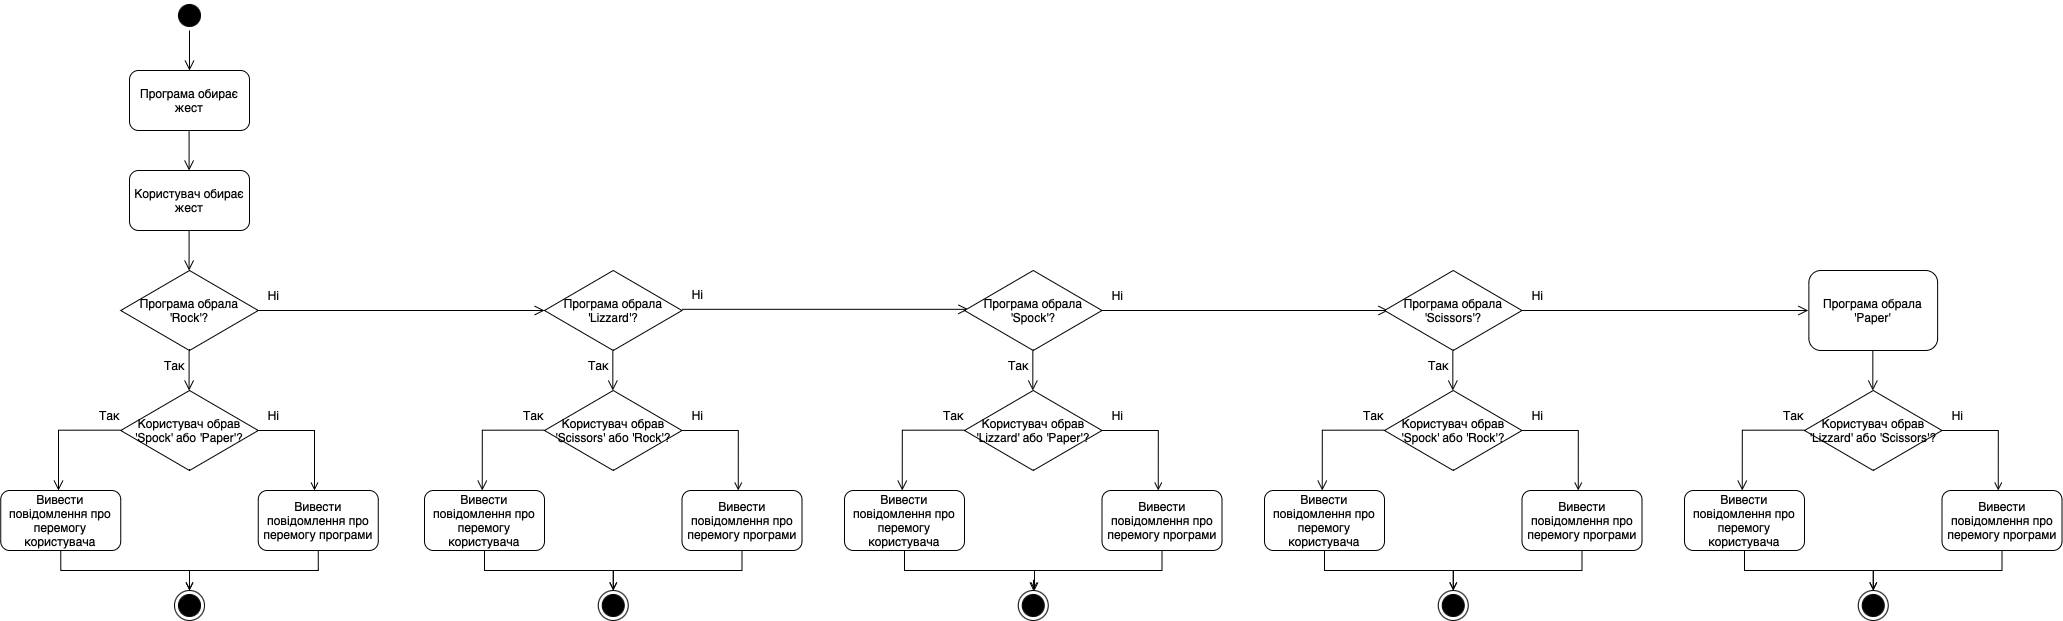 Програма обирає
жест
Користувач обирає
жест
Програма обрала
'Rock'?
Ні
Програма обрала
'Lizzard'?
Ні
Програма обрала
'Spock'?
Ні
Програма обрала
'Scissors'?
Ні
Програма обрала
'Paper'
Так
Так
Так
Так
Так
Користувач обрав
'Spock' або 'Paper'?
Ні
Так
Користувач обрав
'Scissors або 'Rock'?
Ні
Так
Користувач обрав
'Lizzard' або 'Paper'?
Ні
Так
Користувач обрав
'Spock' або 'Rock'?
Ні
Так
Користувач обрав
'Lizzard' або 'Scissors'?
Ні
Вивести
повідомлення про
перемогу
користувача
Вивести
повідомлення про
перемогу програми
Вивести
повідомлення про
перемогу
користувача
Вивести
повідомлення про
перемогу програми
Вивести
повідомлення про
перемогу
користувача
Вивести
повідомлення про
перемогу програми
Вивести
повідомлення про
перемогу
користувача
Вивести
повідомлення про
перемогу програми
Вивести
повідомлення про
перемогу
користувача
Вивести
повідомлення про
перемогу програми